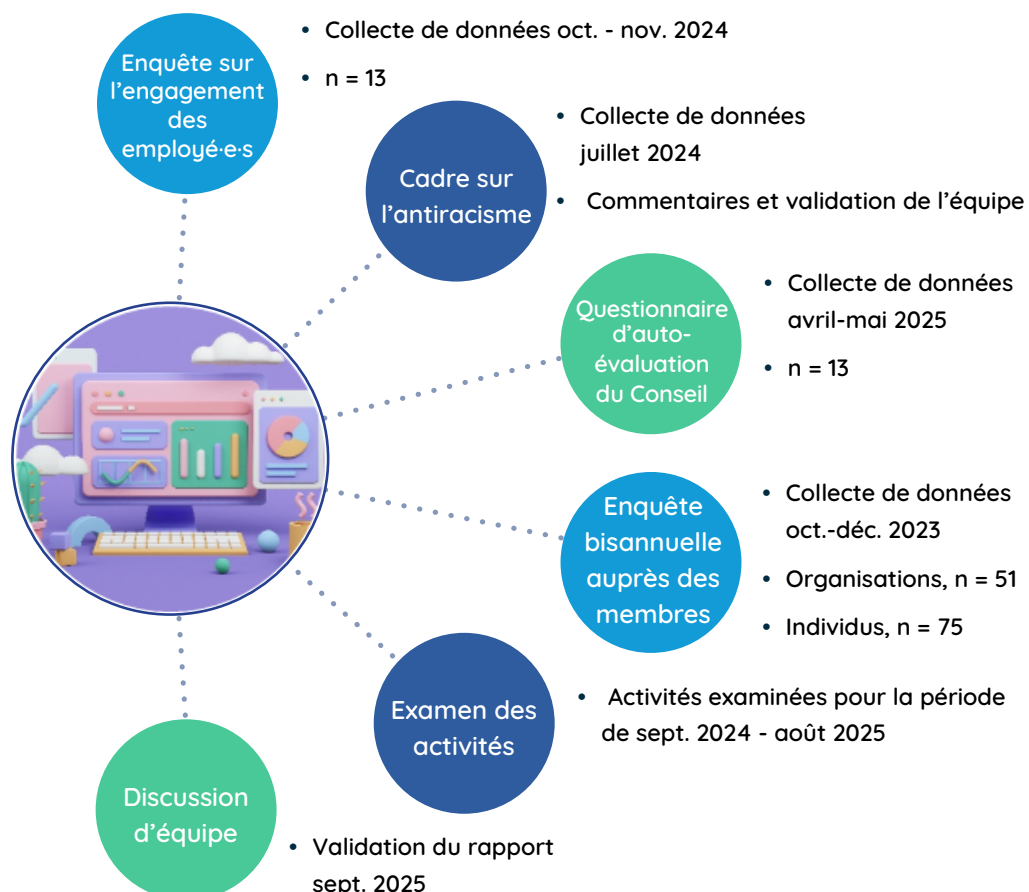 Enquête sur
l'engagement
des
employé·e·s
• Collecte de données oct. - nov. 2024
• n = 13
Cadre sur
l'antiracisme
• Collecte de données
juillet 2024
• Commentaires et validation de l'équipe
Questionnaire
d'auto-
évaluation
du Conseil
• Collecte de données
avril-mai 2025
• n = 13
Enquête
bisannuelle
auprès des
membres
• Collecte de données
oct.-déc. 2023
• Organisations, n = 51
• Individus, n = 75
Examen des
activités
• Activités examinées pour la période
de sept. 2024 - août 2025
Discussion
d'équipe
• Validation du rapport
sept. 2025